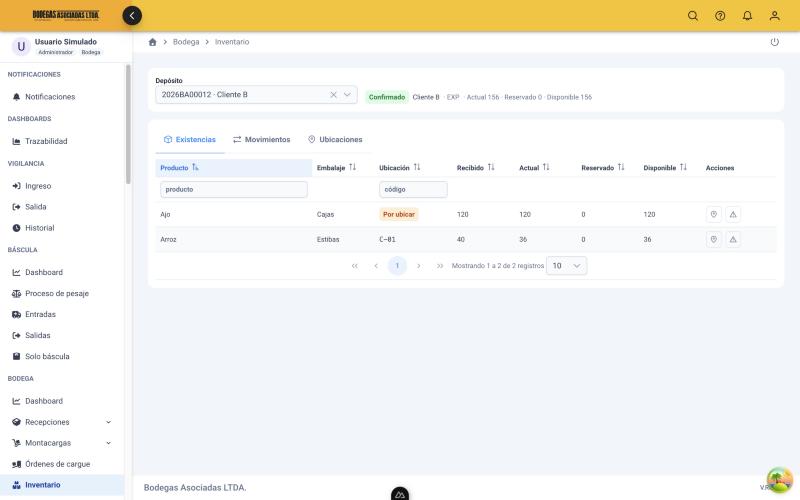 BODEGAS ASOCIADAS LTDA.
U
Usuario Simulado
Administrador Bodega
Bodega
Inventario
NOTIFICACIONES
Notificaciones
DASHBOARDS
Trazabilidad
VIGILANCIA
Ingreso
Salida
Historial
BÁSCULA
Dashboard
Proceso de pesaje
Entradas
Salidas
Solo báscula
BODEGA
Dashboard
Recepciones
Montacargas
Órdenes de cargue
Inventario
Depósito
2026BA00012 - Cliente B
Confirmado Cliente B · EXP · Actual 156 · Reservado 0 · Disponible 156
Existencias Movimientos Ubicaciones
Producto Embalaje Ubicación Recibido Actual Reservado Disponible Acciones
producto código
Ajo Cajas Por ubicar 120 120 0 120
Arroz Estibas C-01 40 36 0 36
1 Mostrando 1 a 2 de 2 registros 10
Bodegas Asociadas LTDA.